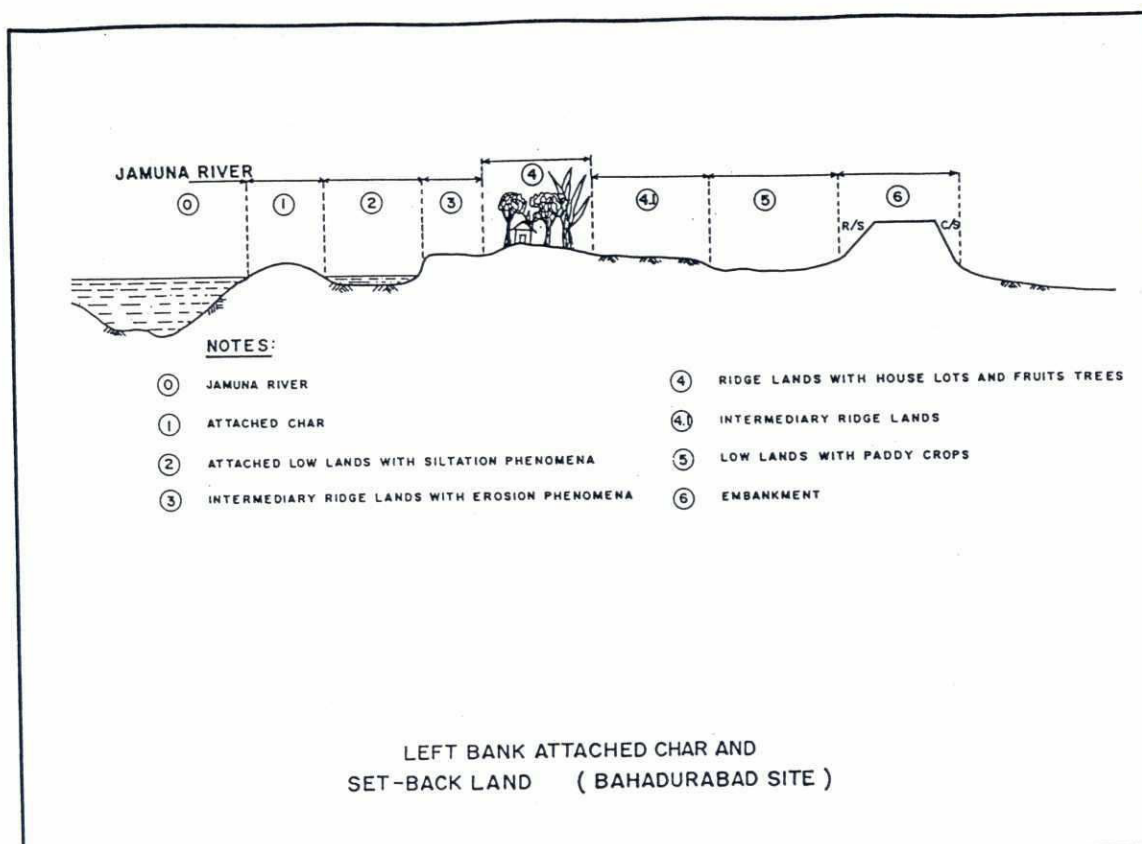 JAMUNA RIVER
0
1
2
3
4
4.1
5
6
R/S
C/S
NOTES:
0 JAMUNA RIVER
1 ATTACHED CHAR
2 ATTACHED LOW LANDS WITH SILTATION PHENOMENA
3 INTERMEDIARY RIDGE LANDS WITH EROSION PHENOMENA
4 RIDGE LANDS WITH HOUSE LOTS AND FRUITS TREES
4.1 INTERMEDIARY RIDGE LANDS
5 LOW LANDS WITH PADDY CROPS
6 EMBANKMENT
LEFT BANK ATTACHED CHAR AND
SET-BACK LAND ( BAHADURABAD SITE )